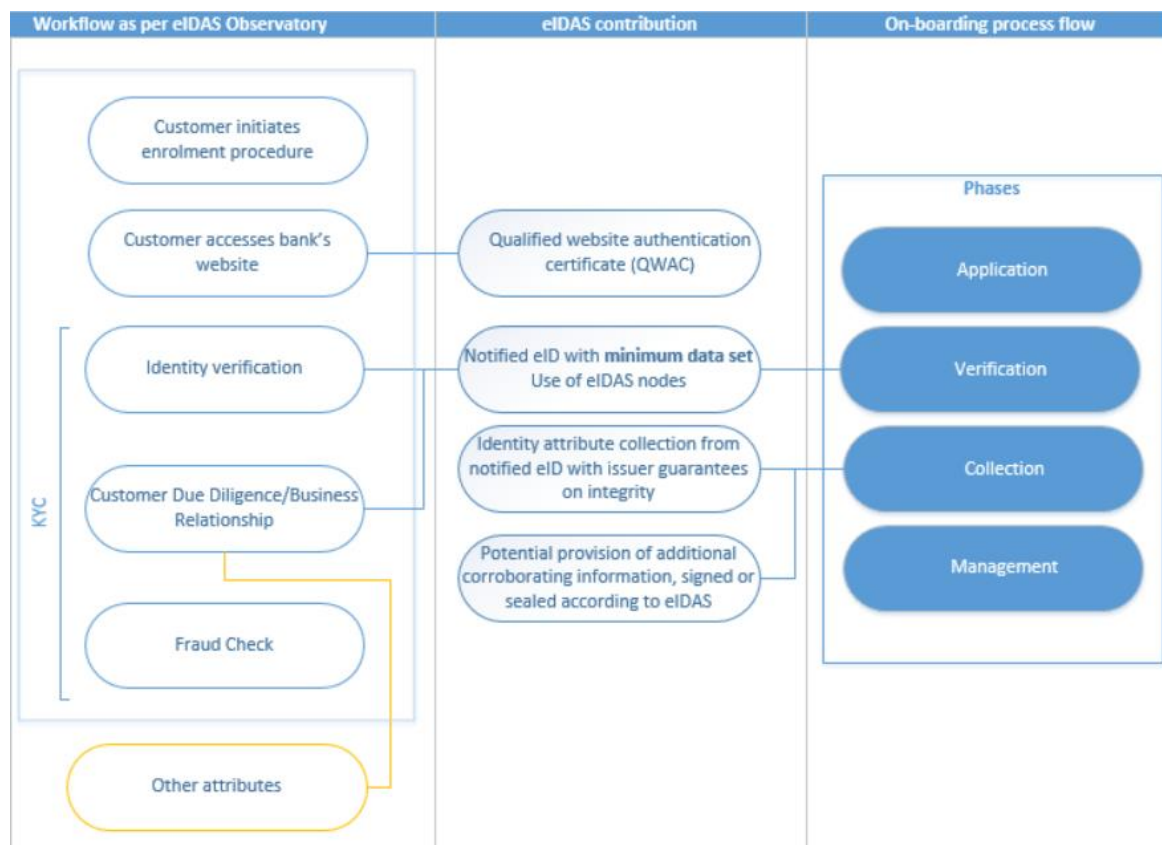 Workflow as per eIDAS Observatory
eIDAS contribution
On-boarding process flow
Customer initiates
enrolment procedure
Customer accesses bank's
website
KYC
Identity verification
Customer Due Diligence/Business
Relationship
Fraud Check
Other attributes
Qualified website authentication
certificate (QWAC)
Notified eID with minimum data set
Use of eIDAS nodes
Identity attribute collection from
notified eID with issuer guarantees
on integrity
Potential provision of additional
corroborating information, signed or
sealed according to eIDAS
Phases
Application
Verification
Collection
Management